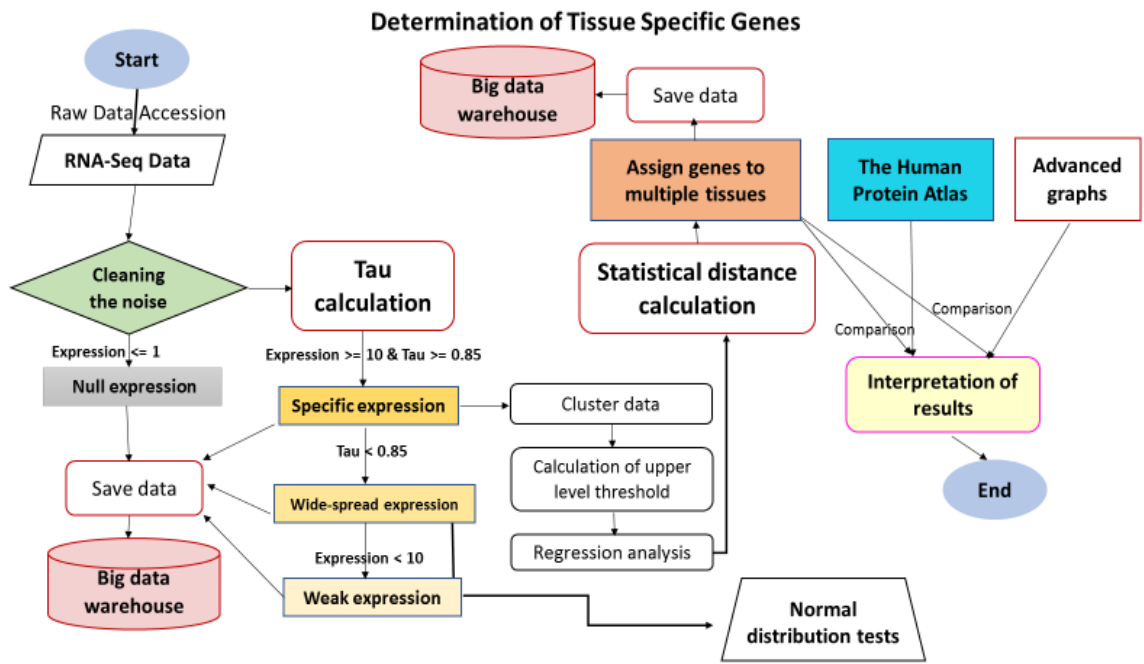 Determination of Tissue Specific Genes
Start
Raw Data Accession
RNA-Seq Data
Cleaning
the noise
Expression <= 1
Null expression
Save data
Big data
warehouse
Tau
calculation
Expression >= 10 & Tau >= 0.85
Specific expression
Tau < 0.85
Wide-spread expression
Expression < 10
Weak expression
Cluster data
Calculation of upper
level threshold
Regression analysis
Statistical distance
calculation
Assign genes to
multiple tissues
Save data
Big data
warehouse
The Human
Protein Atlas
Advanced
graphs
Comparison
Comparison
Interpretation of
results
End
Normal
distribution tests